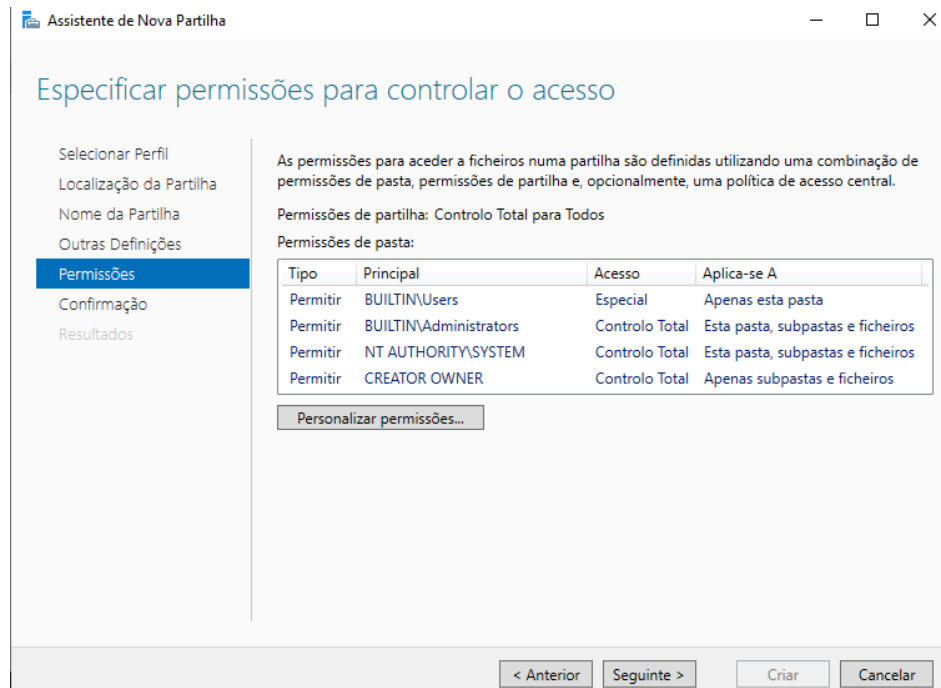 Assistente de Nova Partilha
Especificar permissões para controlar o acesso
Selecionar Perfil
Localização da Partilha
Nome da Partilha
Outras Definições
Permissões
Confirmação
Resultados
As permissões para aceder a ficheiros numa partilha são definidas utilizando uma combinação de
permissões de pasta, permissões de partilha e, opcionalmente, uma política de acesso central.
Permissões de partilha: Controlo Total para Todos
Permissões de pasta:
Tipo Principal Acesso Aplica-se A
Permitir BUILTIN\Users Especial Apenas esta pasta
Permitir BUILTIN\Administrators Controlo Total Esta pasta, subpastas e ficheiros
Permitir NT AUTHORITY\SYSTEM Controlo Total Esta pasta, subpastas e ficheiros
Permitir CREATOR OWNER Controlo Total Apenas subpastas e ficheiros
Personalizar permissões...
< Anterior Seguinte > Criar Cancelar